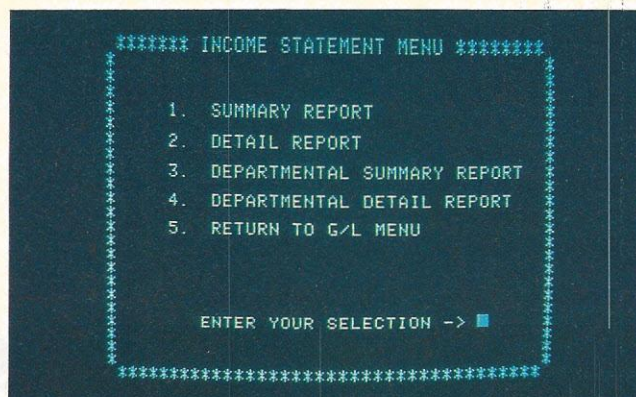 ******* INCOME STATEMENT MENU ********
1. SUMMARY REPORT
2. DETAIL REPORT
3. DEPARTMENTAL SUMMARY REPORT
4. DEPARTMENTAL DETAIL REPORT
5. RETURN TO G/L MENU
ENTER YOUR SELECTION ->
**************************************